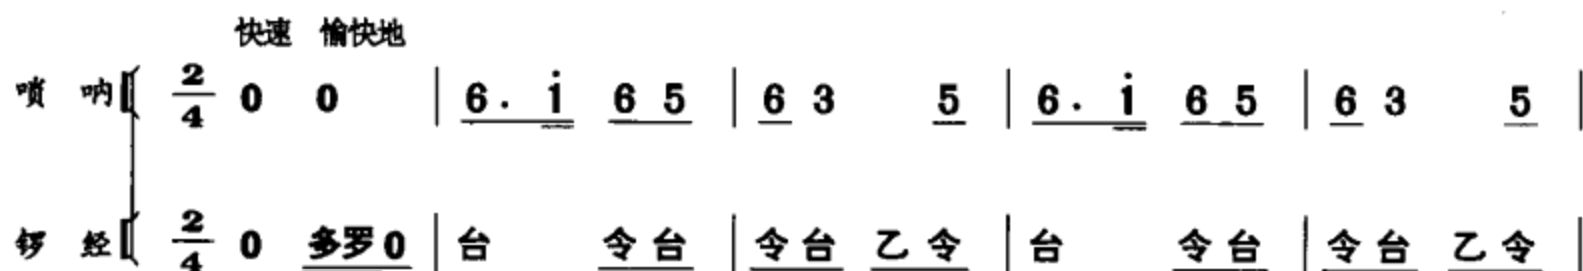 快速 愉快地
唢 呐 2/4 0 0 | 6. i 6 5 | 6 3 5 | 6. i 6 5 | 6 3 5 |
锣 经 2/4 0 多罗0 | 台 令台 | 令台 乙令 | 台 令台 | 令台 乙令 |